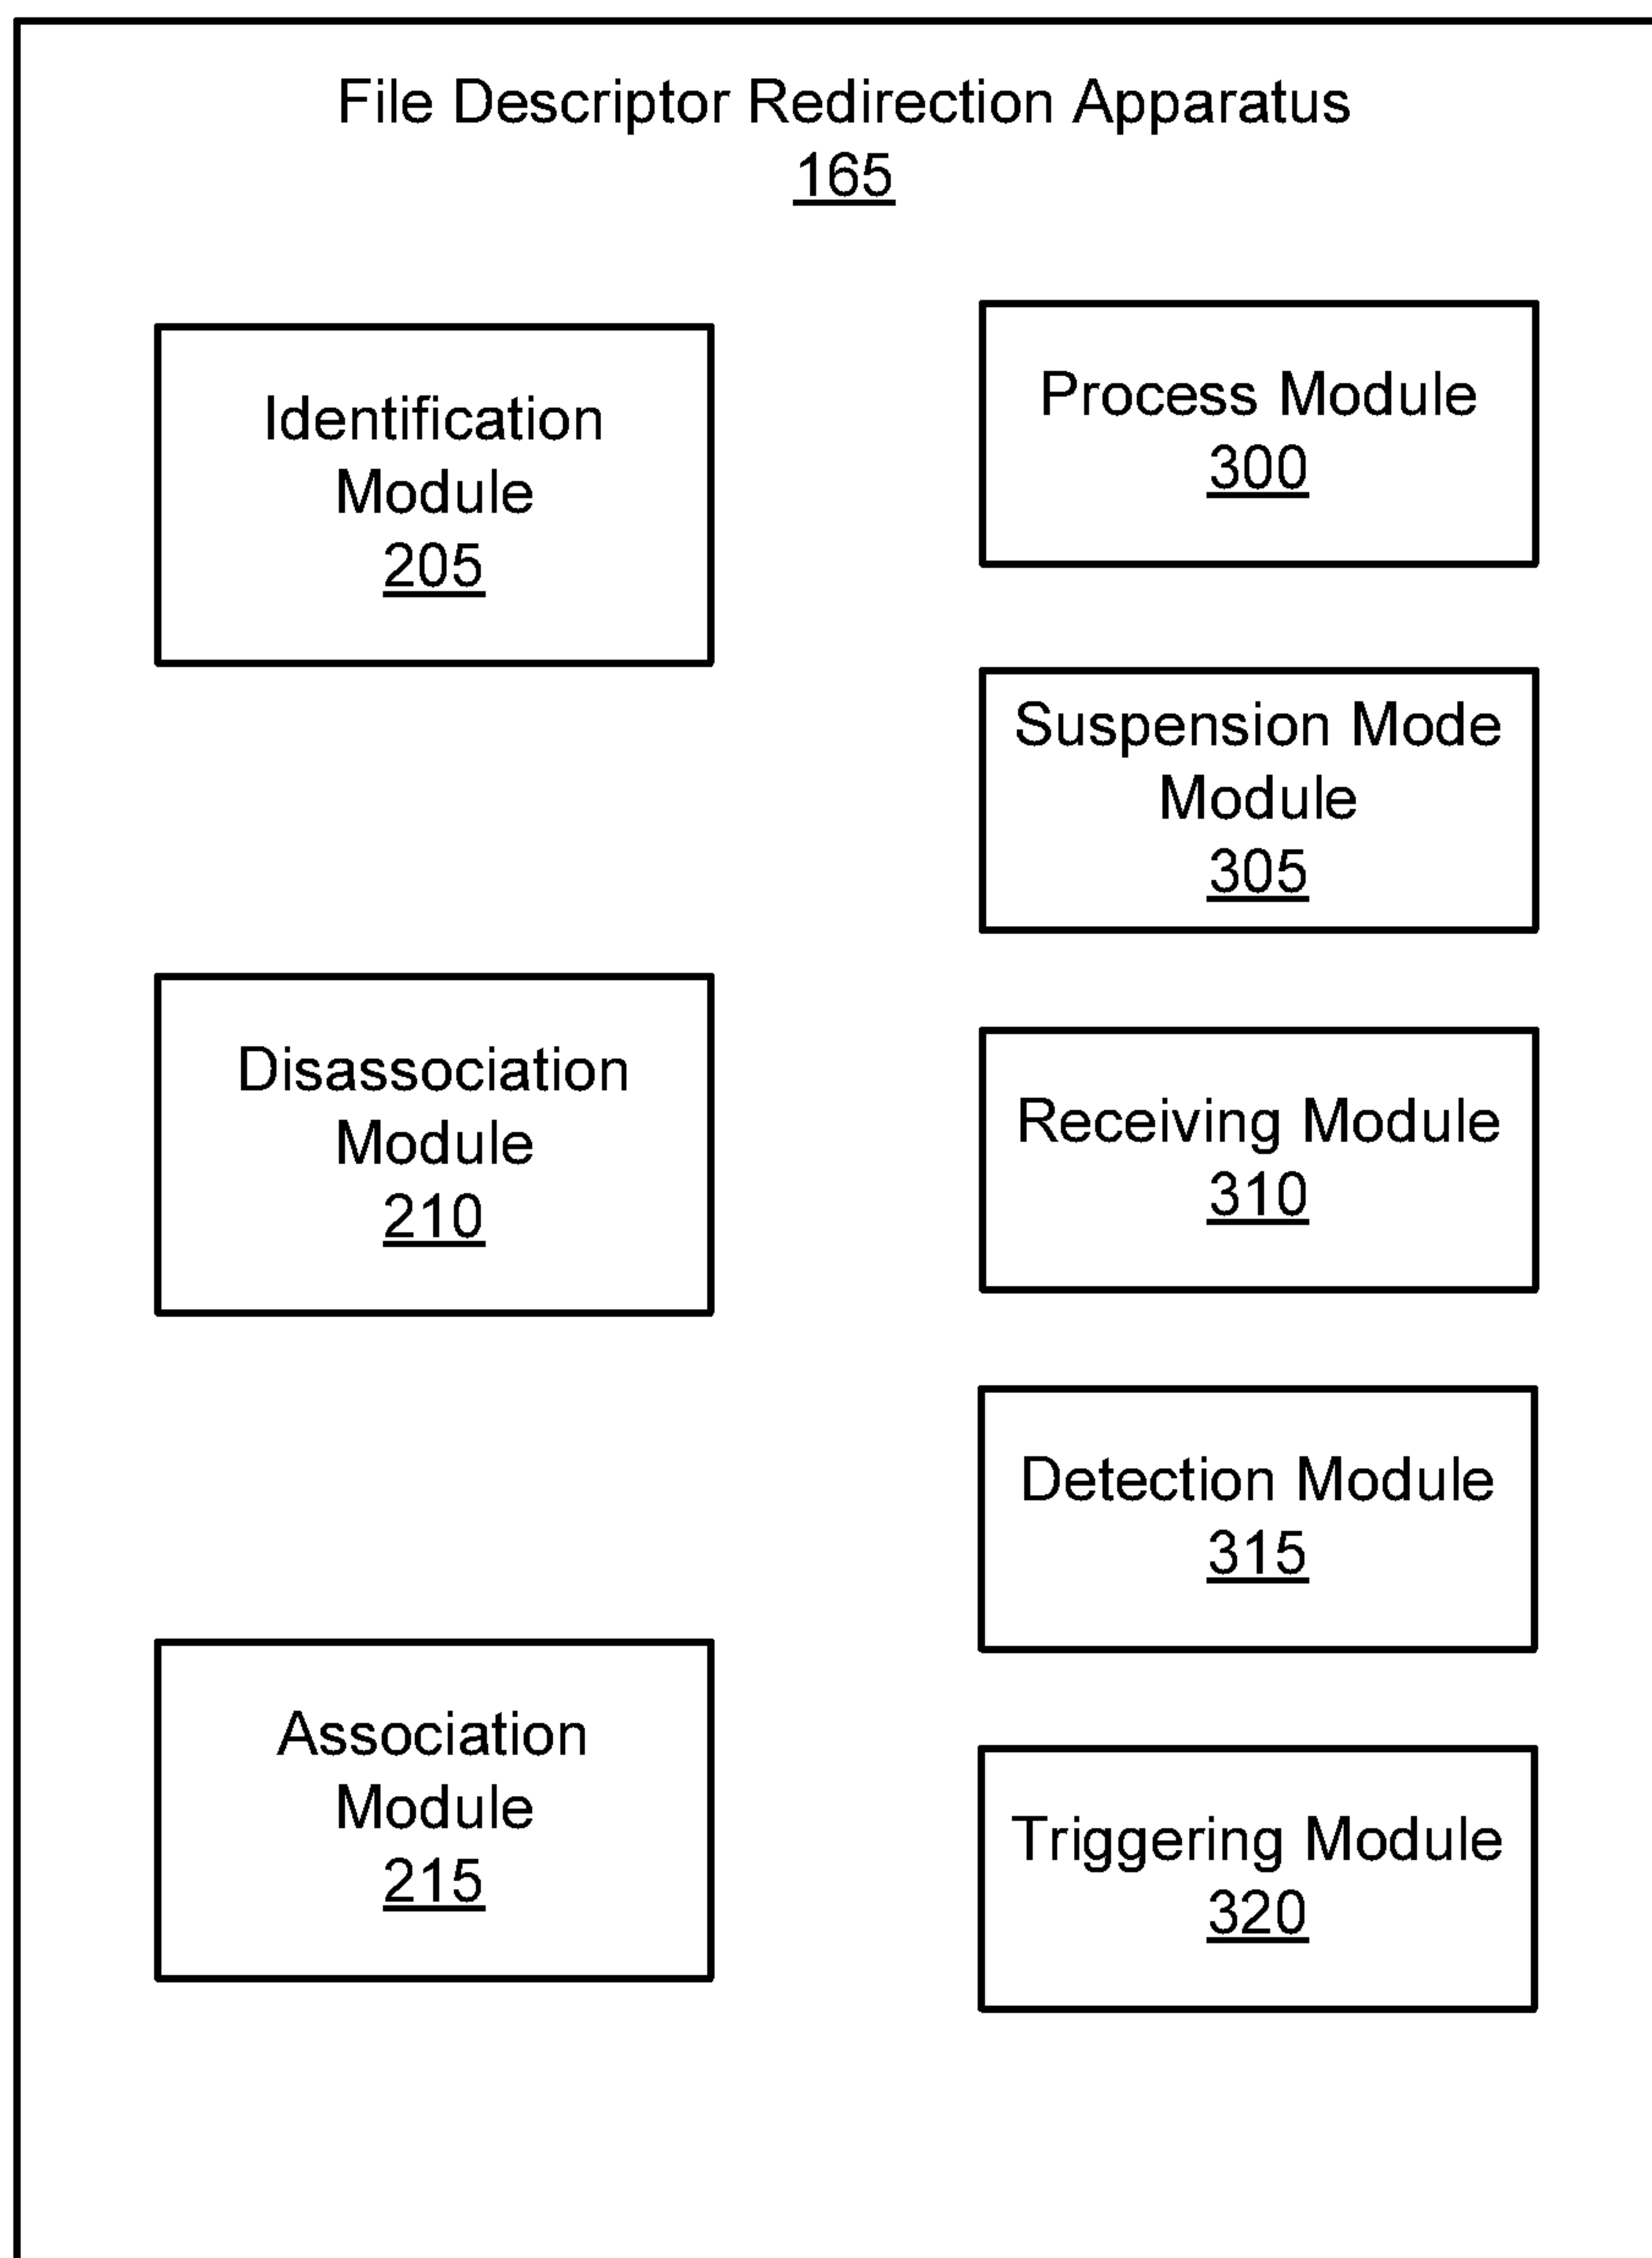 File Descriptor Redirection Apparatus
165
Identification
Module
205
Disassociation
Module
210
Association
Module
215
Process Module
300
Suspension Mode
Module
305
Receiving Module
310
Detection Module
315
Triggering Module
320